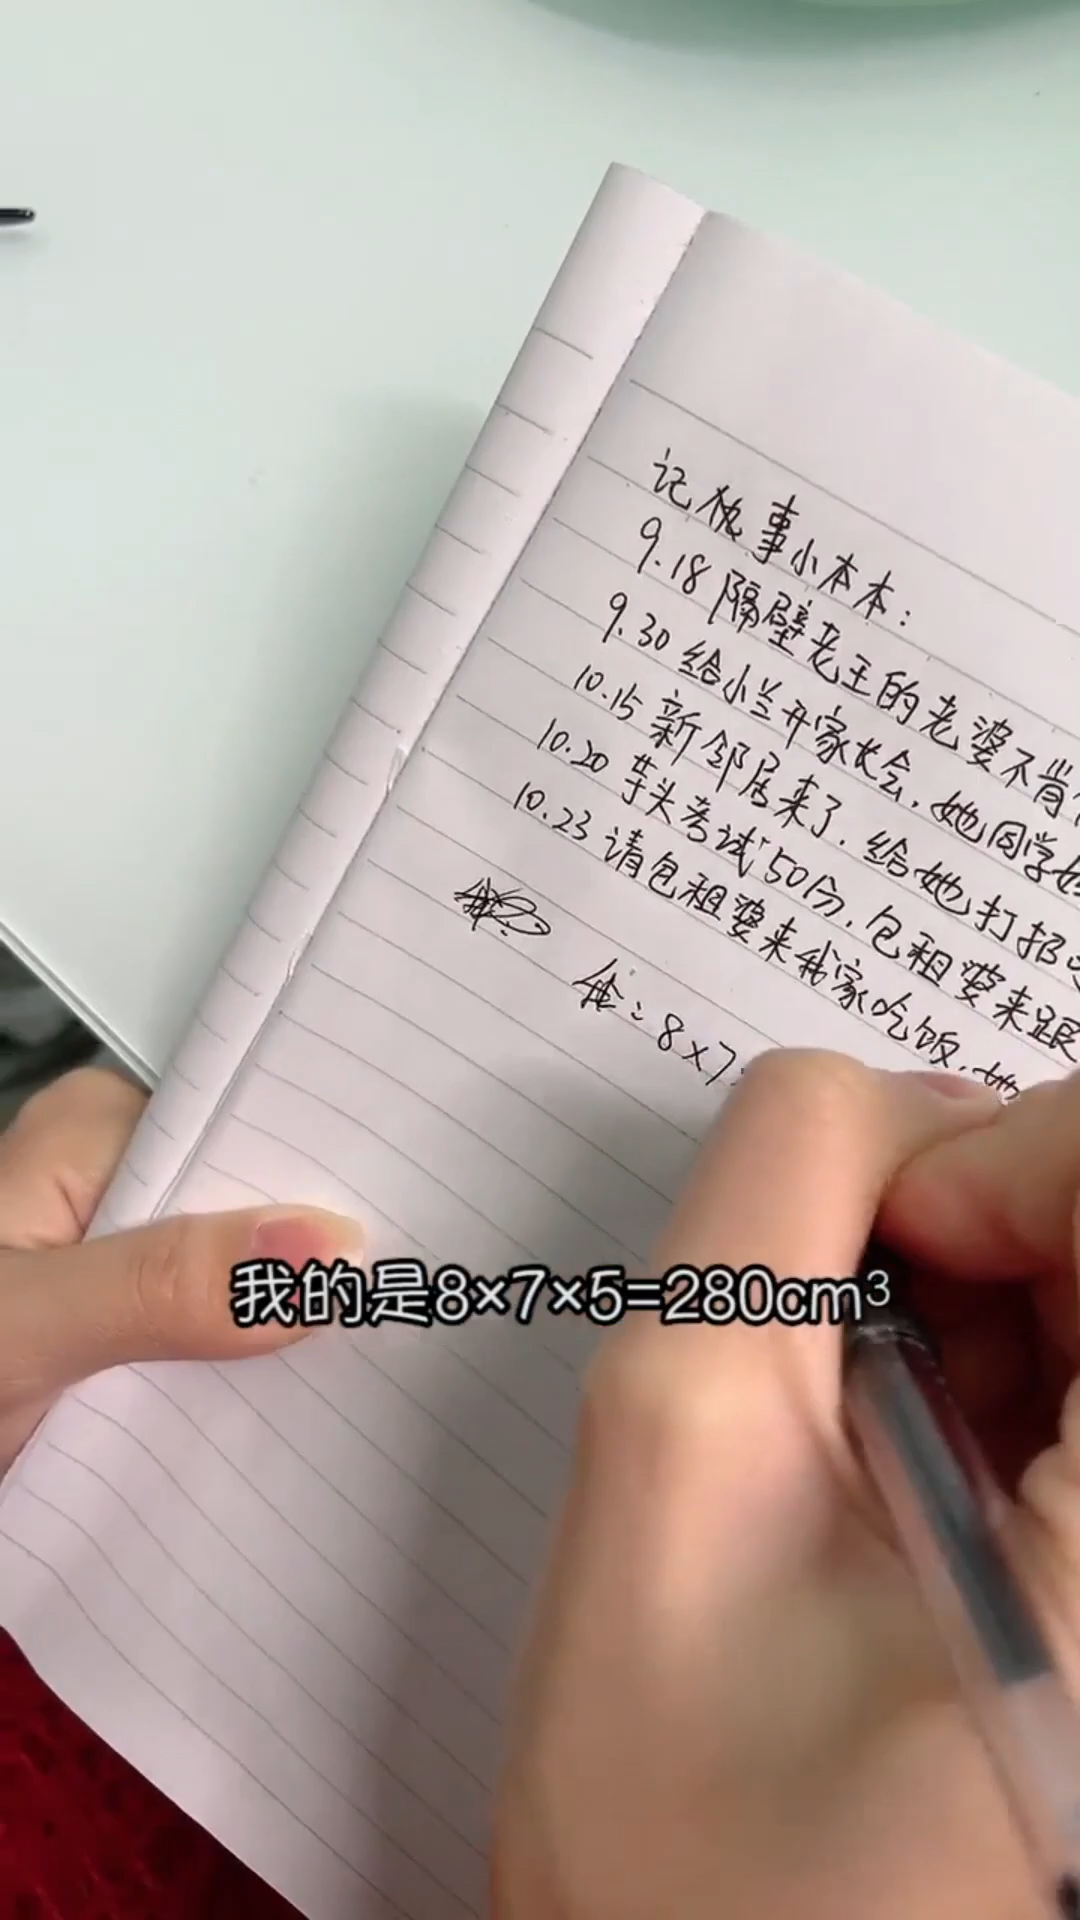 记仇事小本本：
9.18 隔壁老王的老婆不肯
9.30 给小兰开家长会，她同学
10.15 新邻居来了．给她打招
10.20 芋头考试50分，包租婆来跟
10.23 请包租婆来我家吃饭，她
8×7
我的是8×7×5=280cm³